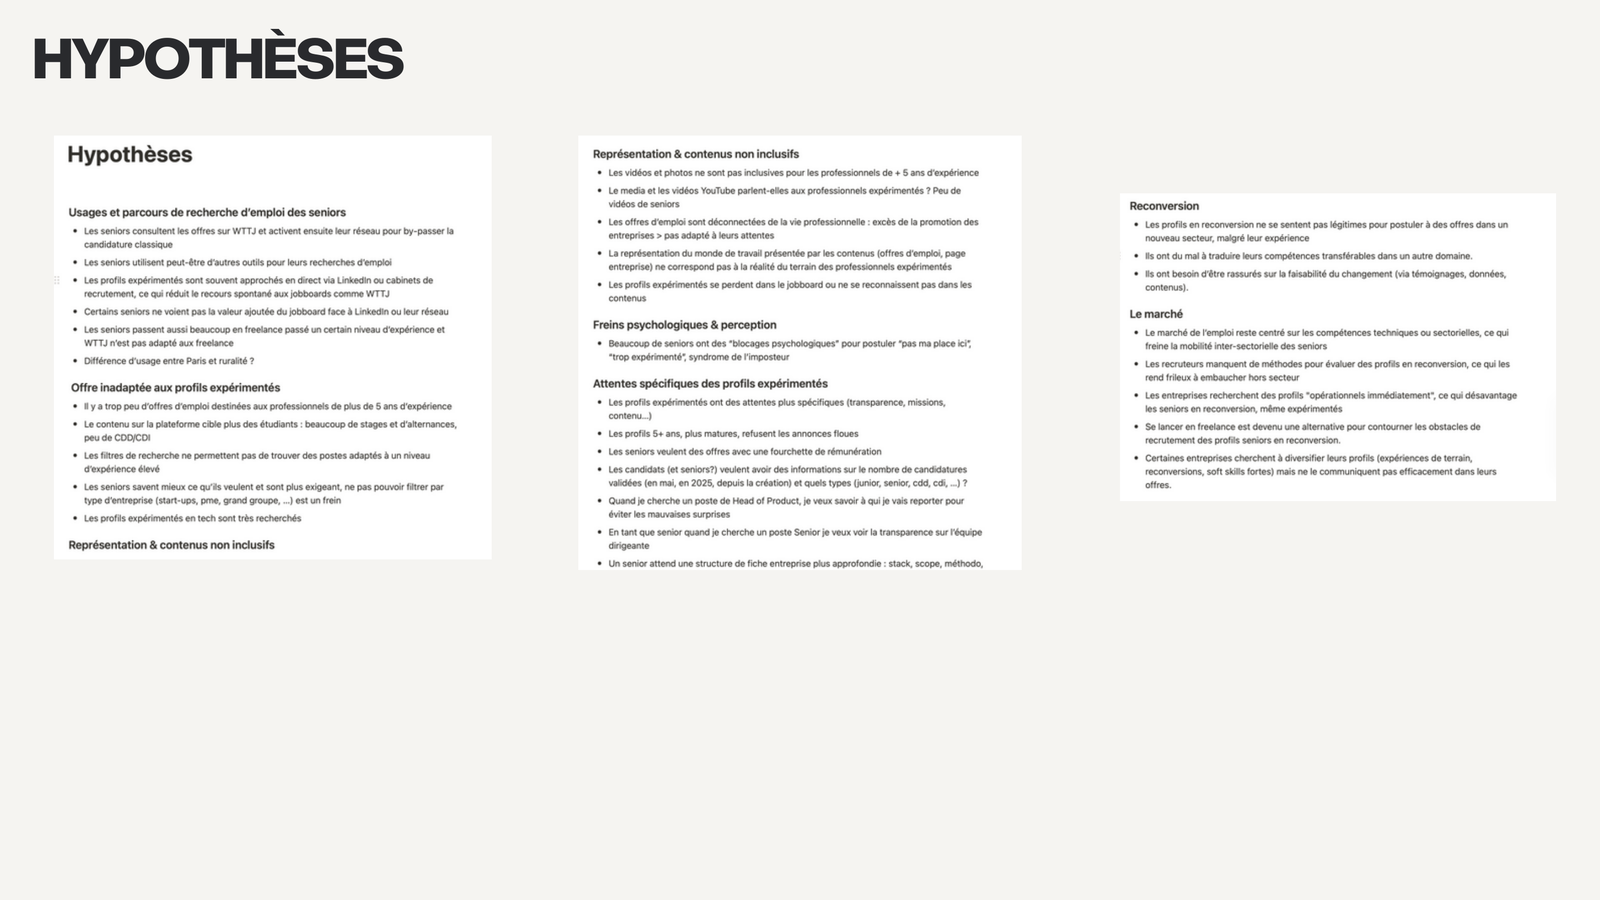 HYPOTHÈSES
Hypothèses
Usages et parcours de recherche d'emploi des seniors
• Les seniors consultent les offres sur WTTJ et activent ensuite leur réseau pour by-passer la
candidature classique
• Les seniors utilisent peut-être d'autres outils pour leurs recherches d'emploi
• Les profils expérimentés sont souvent approchés en direct via LinkedIn ou cabinets de
recrutement, ce qui réduit le recours spontané aux jobboards comme WTTJ
• Certains seniors ne voient pas la valeur ajoutée du jobboard face à LinkedIn ou leur réseau
• Les seniors passent aussi beaucoup en freelance passé un certain niveau d'expérience et
WTTJ n'est pas adapté aux freelance
• Différence d'usage entre Paris et ruralité ?
Offre inadaptée aux profils expérimentés
• Il y a trop peu d'offres d'emploi destinées aux professionnels de plus de 5 ans d'expérience
• Le contenu sur la plateforme cible plus des étudiants : beaucoup de stages et d'alternances,
peu de CDD/CDI
• Les filtres de recherche ne permettent pas de trouver des postes adaptés à un niveau
d'expérience élevé
• Les seniors savent mieux ce qu'ils veulent et sont plus exigeant, ne pas pouvoir filtrer par
type d'entreprise (start-ups, pme, grand groupe, ...) est un frein
• Les profils expérimentés en tech sont très recherchés
Représentation & contenus non inclusifs
Représentation & contenus non inclusifs
• Les vidéos et photos ne sont pas inclusives pour les professionnels de + 5 ans d'expérience
• Le media et les vidéos YouTube parlent-elles aux professionnels expérimentés ? Peu de
vidéos de seniors
• Les offres d'emploi sont déconnectées de la vie professionnelle : excès de la promotion des
entreprises > pas adapté à leurs attentes
• La représentation du monde de travail présentée par les contenus (offres d'emploi, page
entreprise) ne correspond pas à la réalité du terrain des professionnels expérimentés
• Les profils expérimentés se perdent dans le jobboard ou ne se reconnaissent pas dans les
contenus
Freins psychologiques & perception
• Beaucoup de seniors ont des "blocages psychologiques" pour postuler "pas ma place ici",
"trop expérimenté", syndrome de l'imposteur
Attentes spécifiques des profils expérimentés
• Les profils expérimentés ont des attentes plus spécifiques (transparence, missions,
contenu...)
• Les profils 5+ ans, plus matures, refusent les annonces floues
• Les seniors veulent des offres avec une fourchette de rémunération
• Les candidats (et seniors?) veulent avoir des informations sur le nombre de candidatures
validées (en mai, en 2025, depuis la création) et quels types (junior, senior, cdd, cdi, ...) ?
• Quand je cherche un poste de Head of Product, je veux savoir à qui je vais reporter pour
éviter les mauvaises surprises
• En tant que senior quand je cherche un poste Senior je veux voir la transparence sur l'équipe
dirigeante
• Un senior attend une structure de fiche entreprise plus approfondie : stack, scope, méthodo,
Reconversion
• Les profils en reconversion ne se sentent pas légitimes pour postuler à des offres dans un
nouveau secteur, malgré leur expérience
• Ils ont du mal à traduire leurs compétences transférables dans un autre domaine.
• Ils ont besoin d'être rassurés sur la faisabilité du changement (via témoignages, données,
contenus).
Le marché
• Le marché de l'emploi reste centré sur les compétences techniques ou sectorielles, ce qui
freine la mobilité inter-sectorielle des seniors
• Les recruteurs manquent de méthodes pour évaluer des profils en reconversion, ce qui les
rend frileux à embaucher hors secteur
• Les entreprises recherchent des profils "opérationnels immédiatement", ce qui désavantage
les seniors en reconversion, même expérimentés
• Se lancer en freelance est devenu une alternative pour contourner les obstacles de
recrutement des profils seniors en reconversion.
• Certaines entreprises cherchent à diversifier leurs profils (expériences de terrain,
reconversions, soft skills fortes) mais ne le communiquent pas efficacement dans leurs
offres.